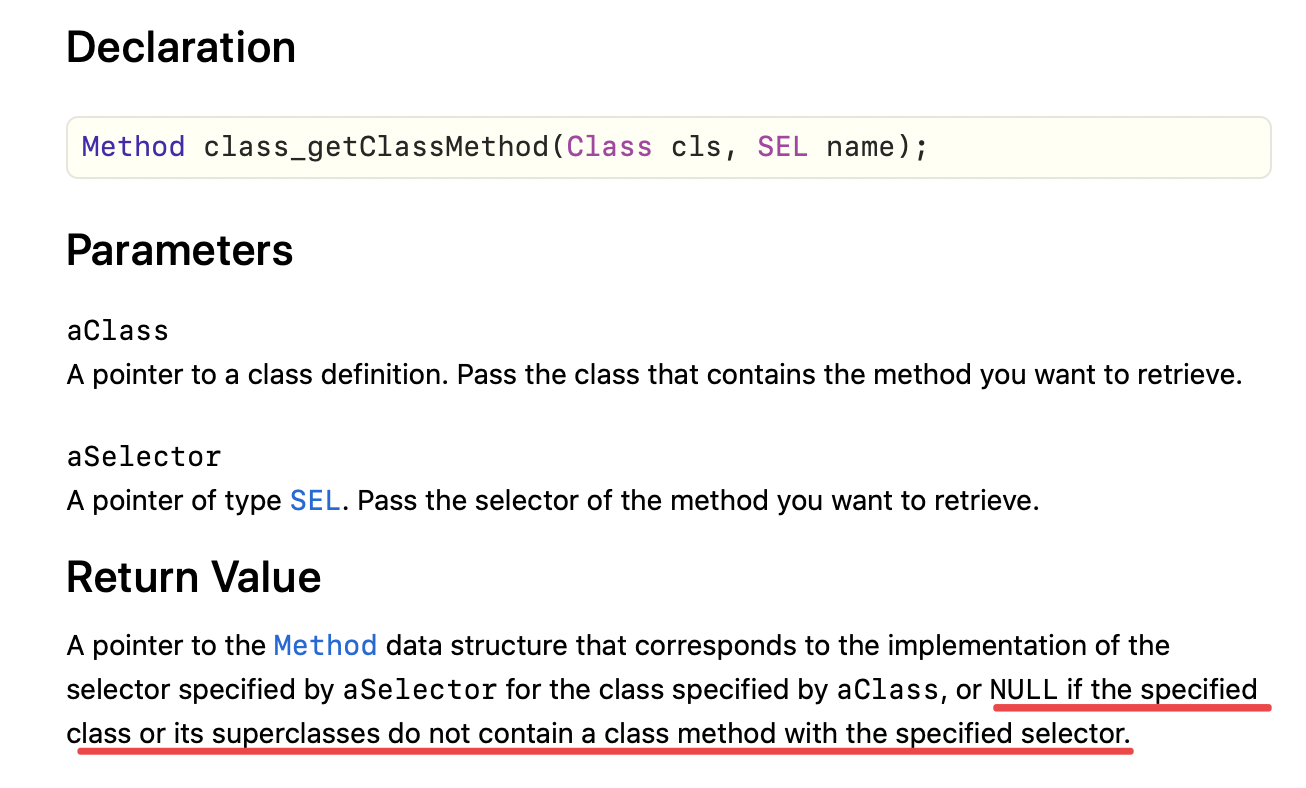 Declaration
Method class_getClassMethod(Class cls, SEL name);
Parameters
aClass
A pointer to a class definition. Pass the class that contains the method you want to retrieve.
aSelector
A pointer of type SEL. Pass the selector of the method you want to retrieve.
Return Value
A pointer to the Method data structure that corresponds to the implementation of the
selector specified by aSelector for the class specified by aClass, or NULL if the specified
class or its superclasses do not contain a class method with the specified selector.